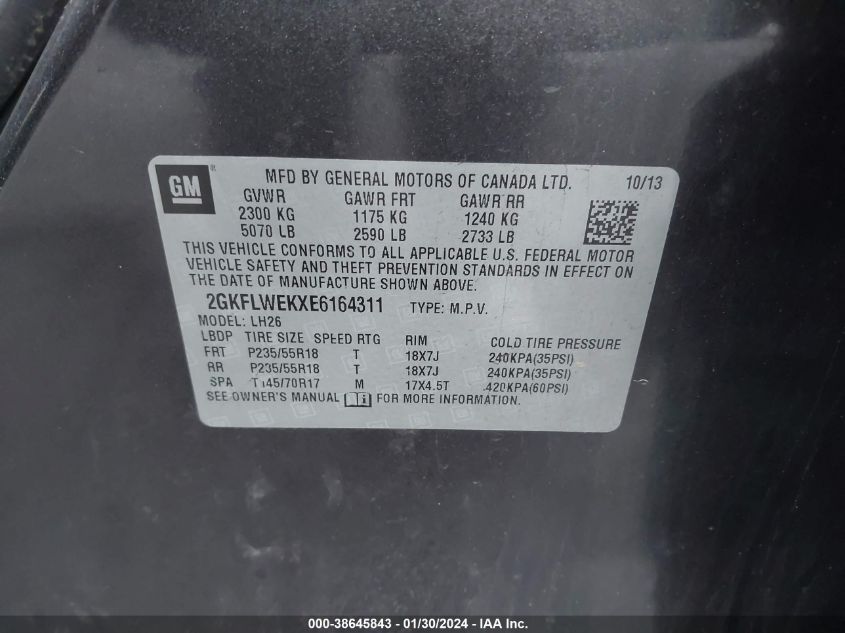 GM ® MFD BY GENERAL MOTORS OF CANADA LTD. 10/13
GVWR GAWR FRT GAWR RR
2300 KG 1175 KG 1240 KG
5070 LB 2590 LB 2733 LB
THIS VEHICLE CONFORMS TO ALL APPLICABLE U.S. FEDERAL MOTOR
VEHICLE SAFETY AND THEFT PREVENTION STANDARDS IN EFFECT ON
THE DATE OF MANUFACTURE SHOWN ABOVE.
2GKFLWEKXE6164311 TYPE: M.P.V.
MODEL: LH26
LBDP TIRE SIZE SPEED RTG RIM COLD TIRE PRESSURE
FRT P235/55R18 T 18X7J 240KPA(35PSI)
RR P235/55R18 T 18X7J 240KPA(35PSI)
SPA T145/70R17 M 17X4.5T 420KPA(60PSI)
SEE OWNER'S MANUAL FOR MORE INFORMATION.
000-38645843 - 01/30/2024 - IAA Inc.